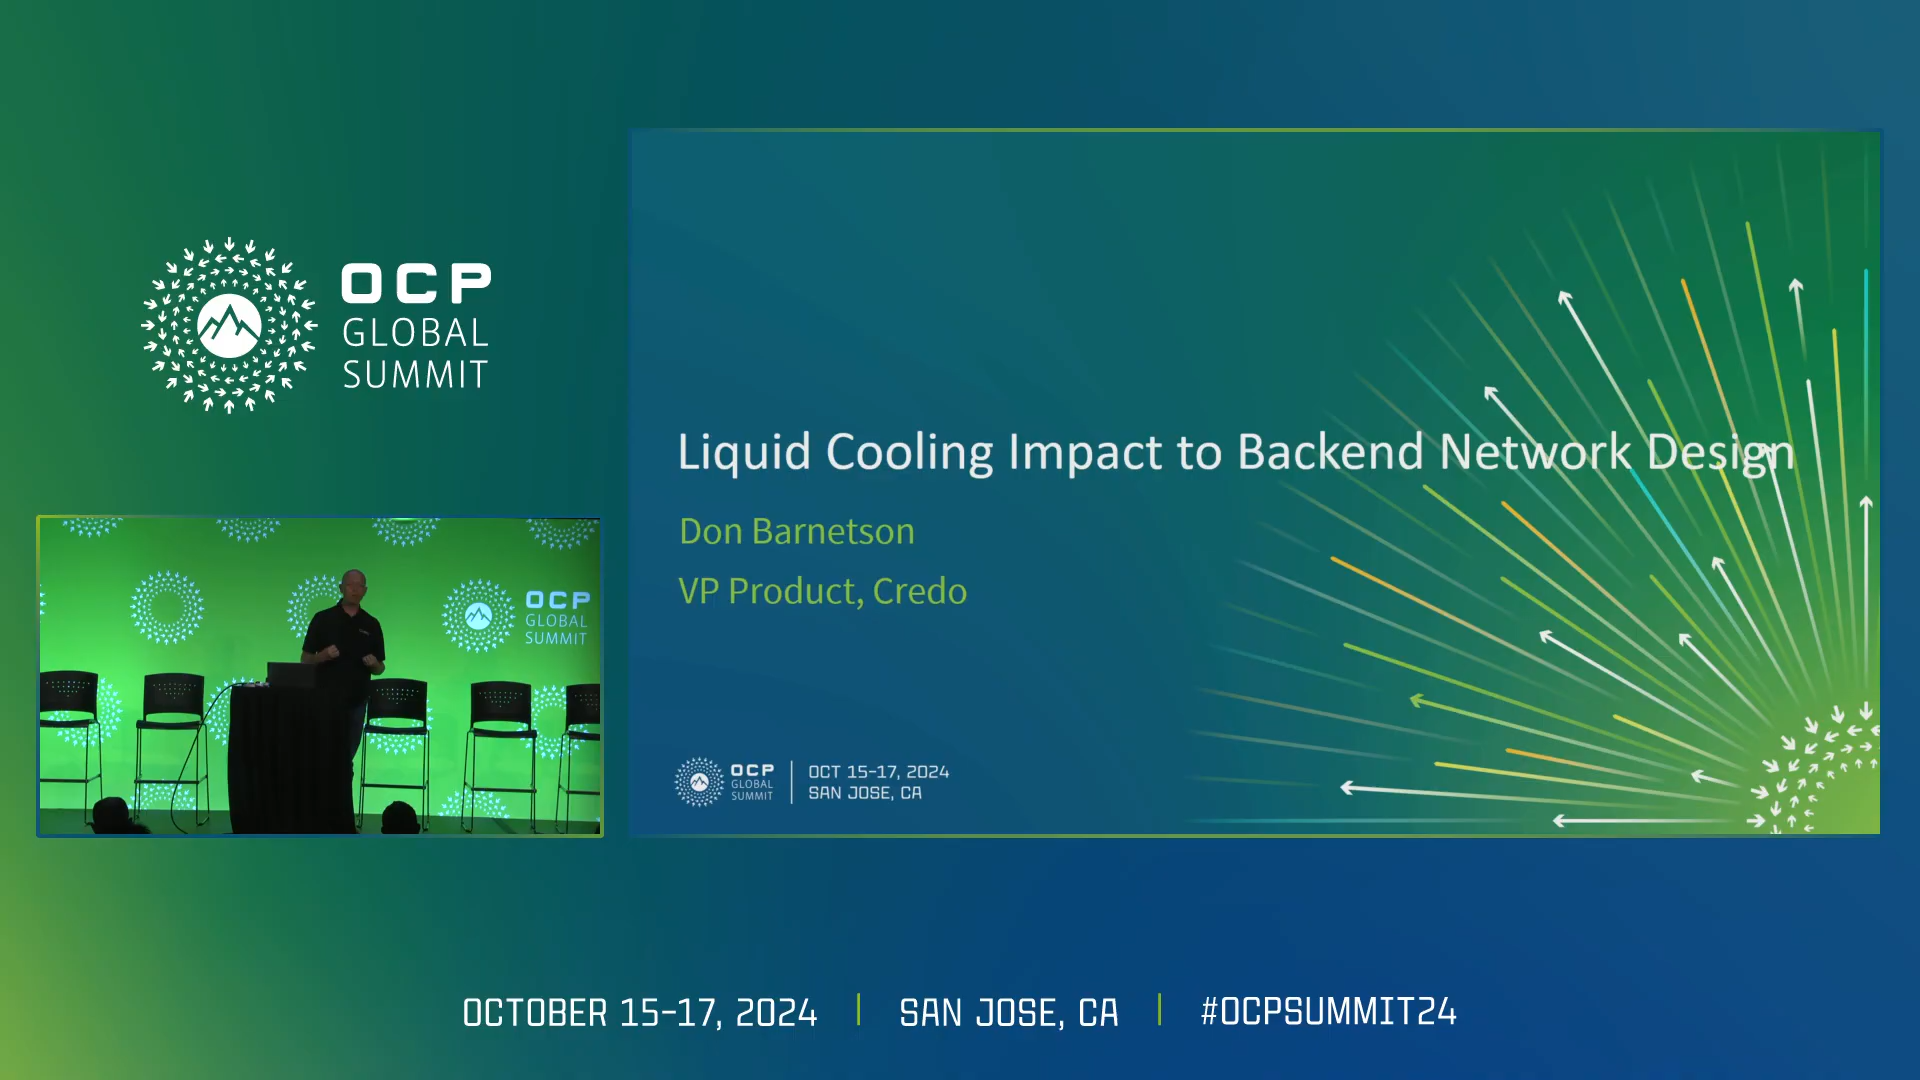 OCP
GLOBAL
SUMMIT
Liquid Cooling Impact to Backend Network Design
Don Barnetson
VP Product, Credo
OCP
GLOBAL
SUMMIT
OCT 15-17, 2024
SAN JOSE, CA
OCP
GLOBAL
SUMMIT
OCTOBER 15-17, 2024
SAN JOSE, CA
#OCPSUMMIT24